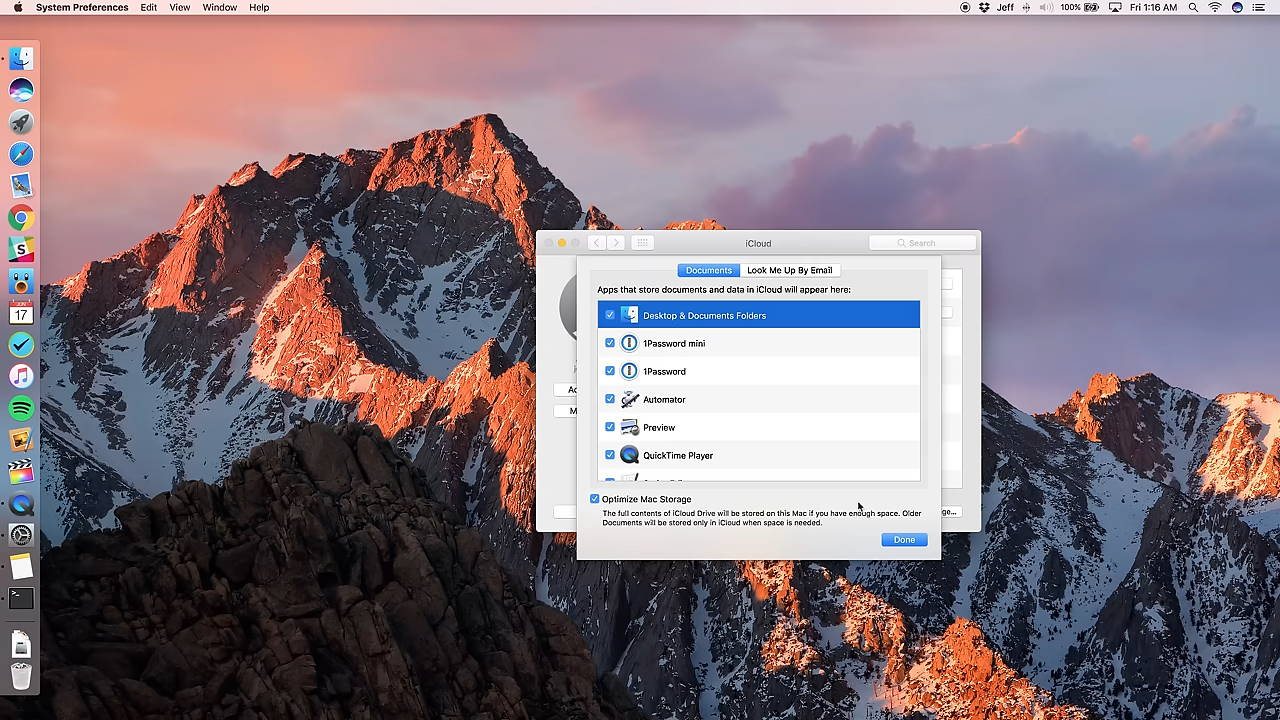 System Preferences Edit View Window Help
Jeff 100% Fri 1:16 AM
iCloud
Search
Documents Look Me Up By Email
Apps that store documents and data in iCloud will appear here:
Desktop & Documents Folders
1Password mini
1Password
Automator
Preview
QuickTime Player
Optimize Mac Storage
The full contents of iCloud Drive will be stored on this Mac if you have enough space. Older
Documents will be stored only in iCloud when space is needed.
Done
JUN
17